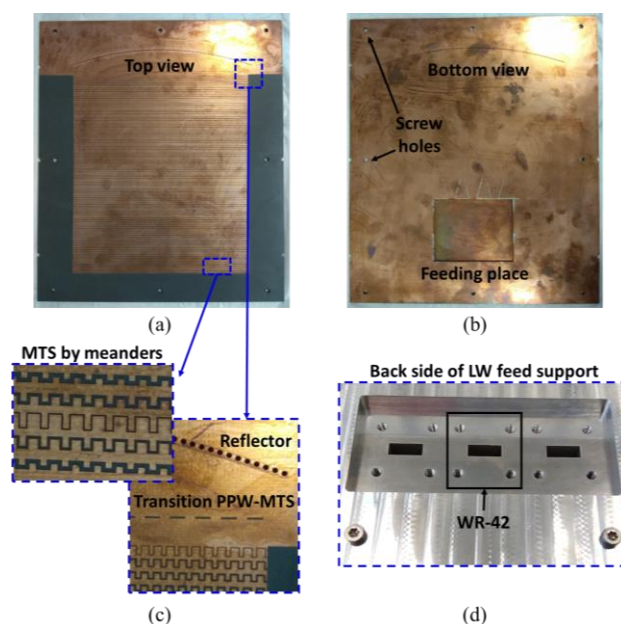 Top view
Bottom view
Screw
holes
Feeding place
(a)
(b)
MTS by meanders
Back side of LW feed support
Reflector
Transition PPW-MTS
WR-42
(c)
(d)